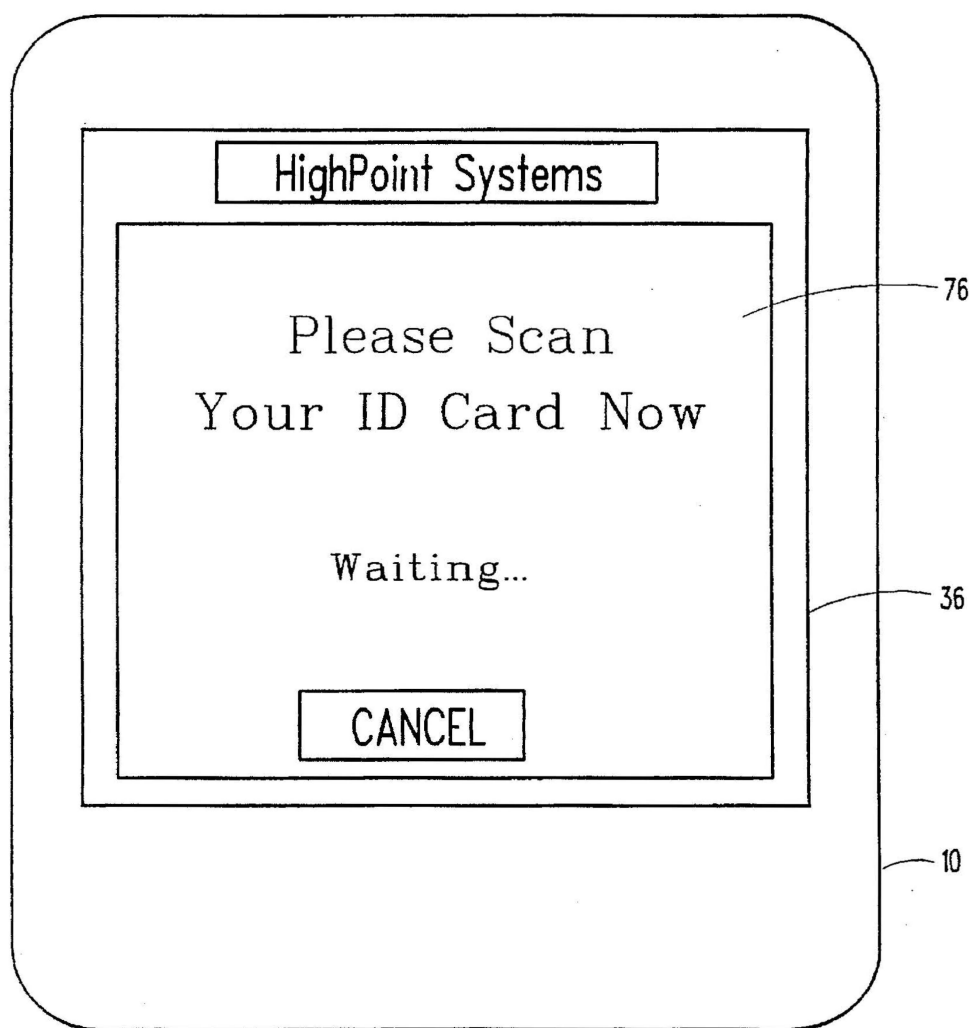 HighPoint Systems
76
Please Scan
Your ID Card Now
Waiting...
36
CANCEL
10